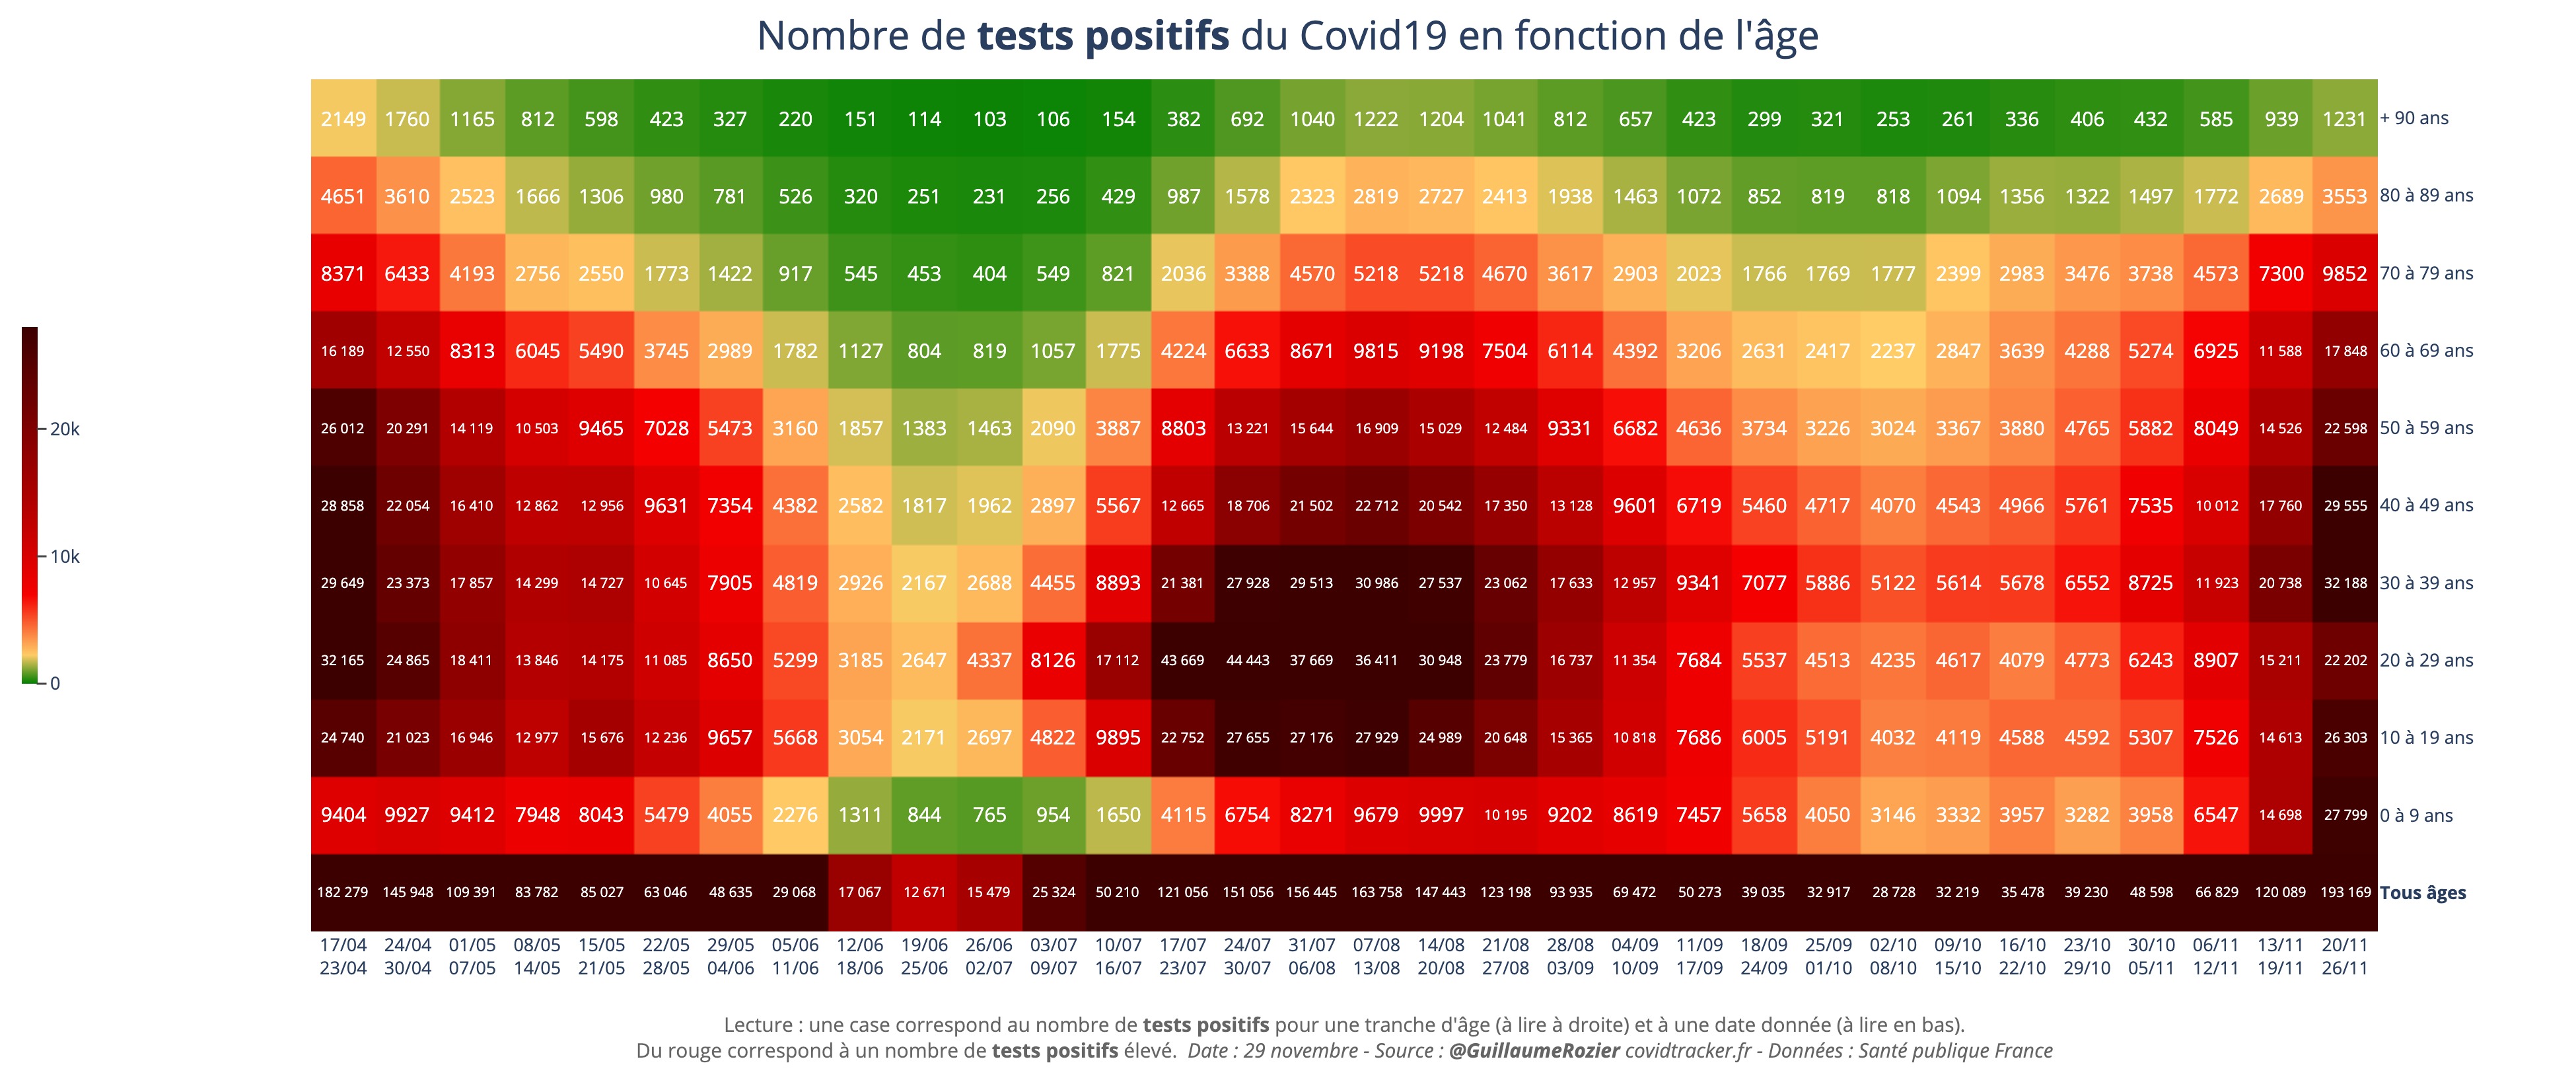 Nombre de tests positifs du Covid19 en fonction de l'âge
2149 1760 1165 812 598 423 327 220 151 114 103 106 154 382 692 1040 1222 1204 1041 812 657 423 299 321 253 261 336 406 432 585 939 1231 + 90 ans
4651 3610 2523 1666 1306 980 781 526 320 251 231 256 429 987 1578 2323 2819 2727 2413 1938 1463 1072 852 819 818 1094 1356 1322 1497 1772 2689 3553 80 à 89 ans
8371 6433 4193 2756 2550 1773 1422 917 545 453 404 549 821 2036 3388 4570 5218 5218 4670 3617 2903 2023 1766 1769 1777 2399 2983 3476 3738 4573 7300 9852 70 à 79 ans
16 189 12 550 8313 6045 5490 3745 2989 1782 1127 804 819 1057 1775 4224 6633 8671 9815 9198 7504 6114 4392 3206 2631 2417 2237 2847 3639 4288 5274 6925 11 588 17 848 60 à 69 ans
26 012 20 291 14 119 10 503 9465 7028 5473 3160 1857 1383 1463 2090 3887 8803 13 221 15 644 16 909 15 029 12 484 9331 6682 4636 3734 3226 3024 3367 3880 4765 5882 8049 14 526 22 598 50 à 59 ans
28 858 22 054 16 410 12 862 12 956 9631 7354 4382 2582 1817 1962 2897 5567 12 665 18 706 21 502 22 712 20 542 17 350 13 128 9601 6719 5460 4717 4070 4543 4966 5761 7535 10 012 17 760 29 555 40 à 49 ans
29 649 23 373 17 857 14 299 14 727 10 645 7905 4819 2926 2167 2688 4455 8893 21 381 27 928 29 513 30 986 27 537 23 062 17 633 12 957 9341 7077 5886 5122 5614 5678 6552 8725 11 923 20 738 32 188 30 à 39 ans
32 165 24 865 18 411 13 846 14 175 11 085 8650 5299 3185 2647 4337 8126 17 112 43 669 44 443 37 669 36 411 30 948 23 779 16 737 11 354 7684 5537 4513 4235 4617 4079 4773 6243 8907 15 211 22 202 20 à 29 ans
24 740 21 023 16 946 12 977 15 676 12 236 9657 5668 3054 2171 2697 4822 9895 22 752 27 655 27 176 27 929 24 989 20 648 15 365 10 818 7686 6005 5191 4032 4119 4588 4592 5307 7526 14 613 26 303 10 à 19 ans
9404 9927 9412 7948 8043 5479 4055 2276 1311 844 765 954 1650 4115 6754 8271 9679 9997 10 195 9202 8619 7457 5658 4050 3146 3332 3957 3282 3958 6547 14 698 27 799 0 à 9 ans
182 279 145 948 109 391 83 782 85 027 63 046 48 635 29 068 17 067 12 671 15 479 25 324 50 210 121 056 151 056 156 445 163 758 147 443 123 198 93 935 69 472 50 273 39 035 32 917 28 728 32 219 35 478 39 230 48 598 66 829 120 089 193 169 Tous âges
17/04 24/04 01/05 08/05 15/05 22/05 29/05 05/06 12/06 19/06 26/06 03/07 10/07 17/07 24/07 31/07 07/08 14/08 21/08 28/08 04/09 11/09 18/09 25/09 02/10 09/10 16/10 23/10 30/10 06/11 13/11 20/11
23/04 30/04 07/05 14/05 21/05 28/05 04/06 11/06 18/06 25/06 02/07 09/07 16/07 23/07 30/07 06/08 13/08 20/08 27/08 03/09 10/09 17/09 24/09 01/10 08/10 15/10 22/10 29/10 05/11 12/11 19/11 26/11
20k
10k
0
Lecture : une case correspond au nombre de tests positifs pour une tranche d'âge (à lire à droite) et à une date donnée (à lire en bas).
Du rouge correspond à un nombre de tests positifs élevé. Date : 29 novembre - Source : @GuillaumeRozier covidtracker.fr - Données : Santé publique France